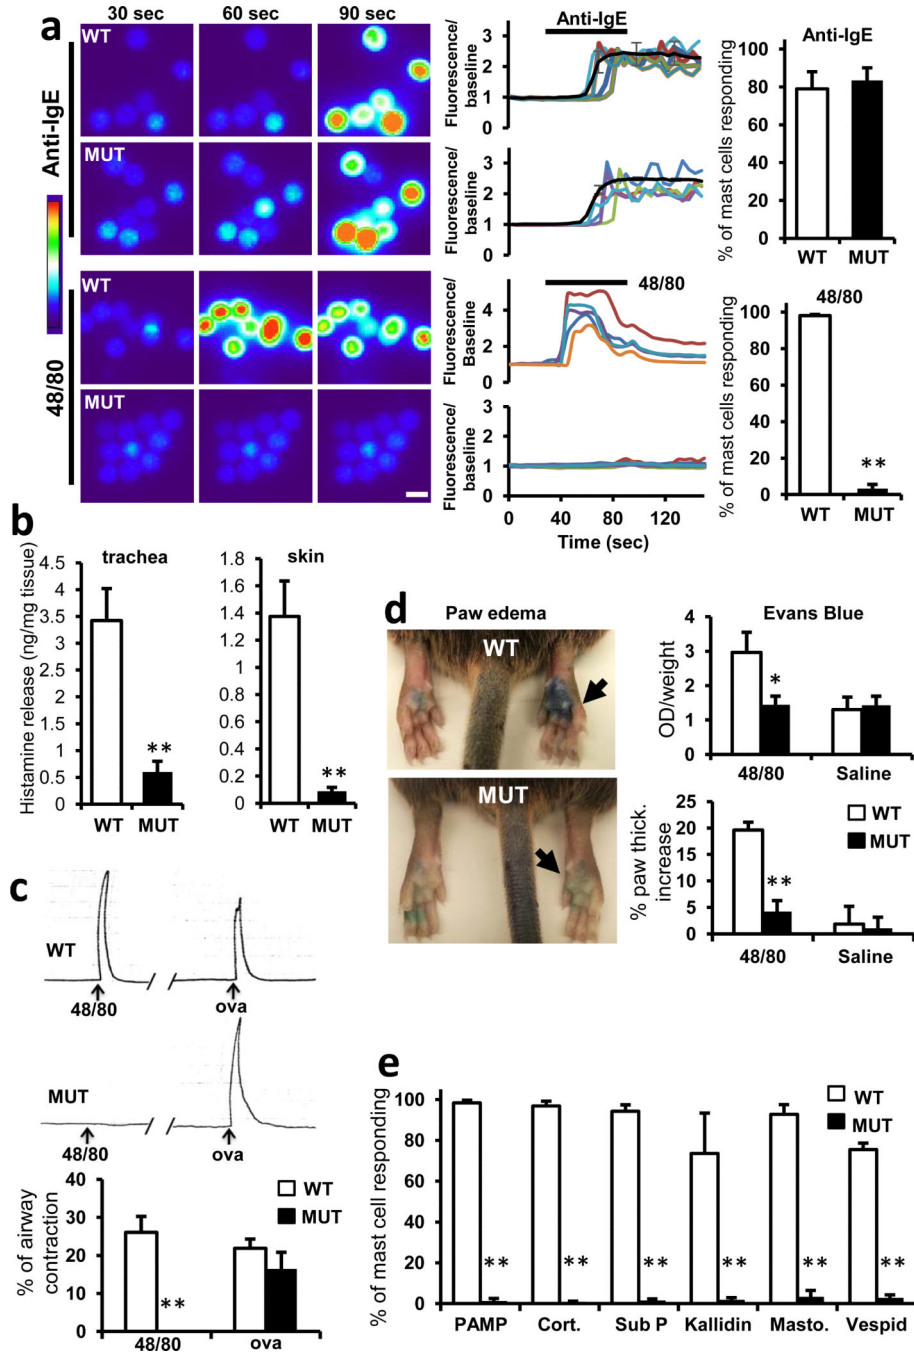 a
30 sec
60 sec
90 sec
Anti-IgE
48/80
WT
MUT
WT
MUT
Anti-IgE
Fluorescence/
baseline
3
2
1
0
Fluorescence/
baseline
3
2
1
0
48/80
Fluorescence/
Baseline
4
2
0
Fluorescence/
baseline
3
2
1
0
0
40
80
120
Time (sec)
Anti-IgE
% of mast cells responding
100
80
60
40
20
0
WT
MUT
48/80
% of mast cells responding
100
80
60
40
20
0
**
WT
MUT
b
trachea
Histamine release (ng/mg tissue)
4.5
4
3.5
3
2.5
2
1.5
1
0.5
0
**
WT
MUT
skin
1.8
1.6
1.4
1.2
1
0.8
0.6
0.4
0.2
0
**
WT
MUT
c
WT
48/80
ova
MUT
48/80
ova
% of airway
contraction
40
30
20
10
0
WT
MUT
**
48/80
ova
d
Paw edema
WT
MUT
Evans Blue
OD/weight
4
3
2
1
0
*
48/80
Saline
% paw thick.
increase
25
20
15
10
5
0
WT
MUT
**
48/80
Saline
e
% of mast cell responding
100
80
60
40
20
0
WT
MUT
**
**
**
**
**
**
PAMP
Cort.
Sub P
Kallidin
Masto.
Vespid